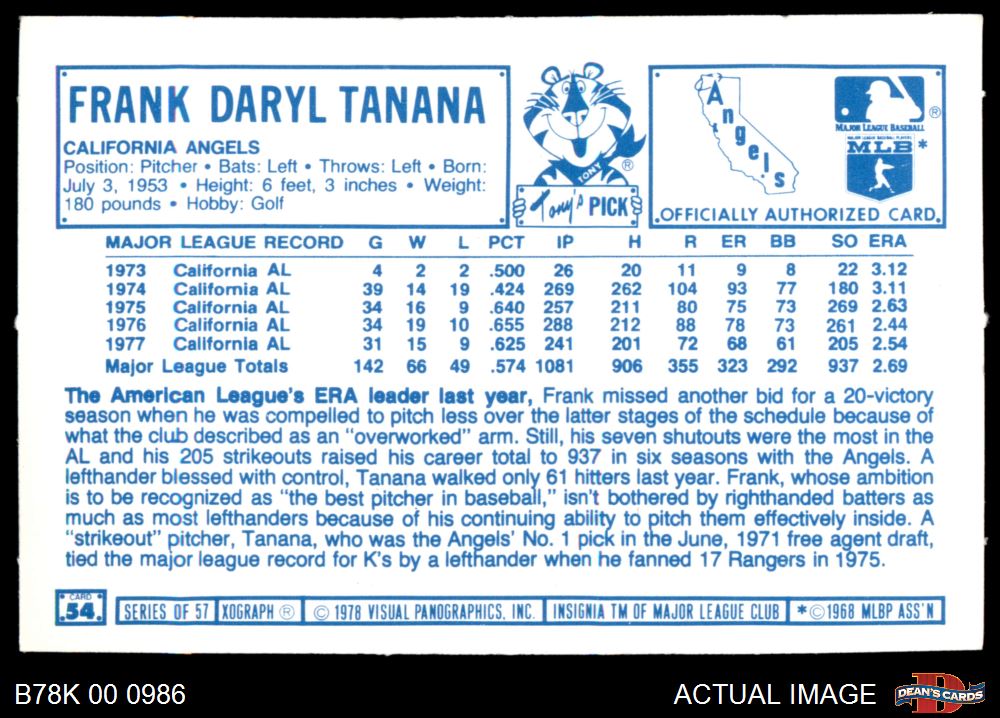 FRANK DARYL TANANA
CALIFORNIA ANGELS
Position: Pitcher • Bats: Left • Throws: Left • Born:
July 3, 1953 • Height: 6 feet, 3 inches • Weight:
180 pounds • Hobby: Golf
TONY ®
Tony's PICK
Angels
®
MAJOR LEAGUE BASEBALL
MAJOR LEAGUE BASEBALL PLAYERS
MLB *
OFFICIALLY AUTHORIZED CARD.
MAJOR LEAGUE RECORD G W L PCT IP H R ER BB SO ERA
1973 California AL 4 2 2 .500 26 20 11 9 8 22 3.12
1974 California AL 39 14 19 .424 269 262 104 93 77 180 3.11
1975 California AL 34 16 9 .640 257 211 80 75 73 269 2.63
1976 California AL 34 19 10 .655 288 212 88 78 73 261 2.44
1977 California AL 31 15 9 .625 241 201 72 68 61 205 2.54
Major League Totals 142 66 49 .574 1081 906 355 323 292 937 2.69
The American League's ERA leader last year, Frank missed another bid for a 20-victory
season when he was compelled to pitch less over the latter stages of the schedule because of
what the club described as an "overworked" arm. Still, his seven shutouts were the most in the
AL and his 205 strikeouts raised his career total to 937 in six seasons with the Angels. A
lefthander blessed with control, Tanana walked only 61 hitters last year. Frank, whose ambition
is to be recognized as "the best pitcher in baseball," isn't bothered by righthanded batters as
much as most lefthanders because of his continuing ability to pitch them effectively inside. A
"strikeout" pitcher, Tanana, who was the Angels' No. 1 pick in the June, 1971 free agent draft,
tied the major league record for K's by a lefthander when he fanned 17 Rangers in 1975.
CARD
54
SERIES OF 57 XOGRAPH ® © 1978 VISUAL PANOGRAPHICS, INC. INSIGNIA TM OF MAJOR LEAGUE CLUB *©1968 MLBP ASS'N
B78K 00 0986
ACTUAL IMAGE
D
DEAN'S CARDS